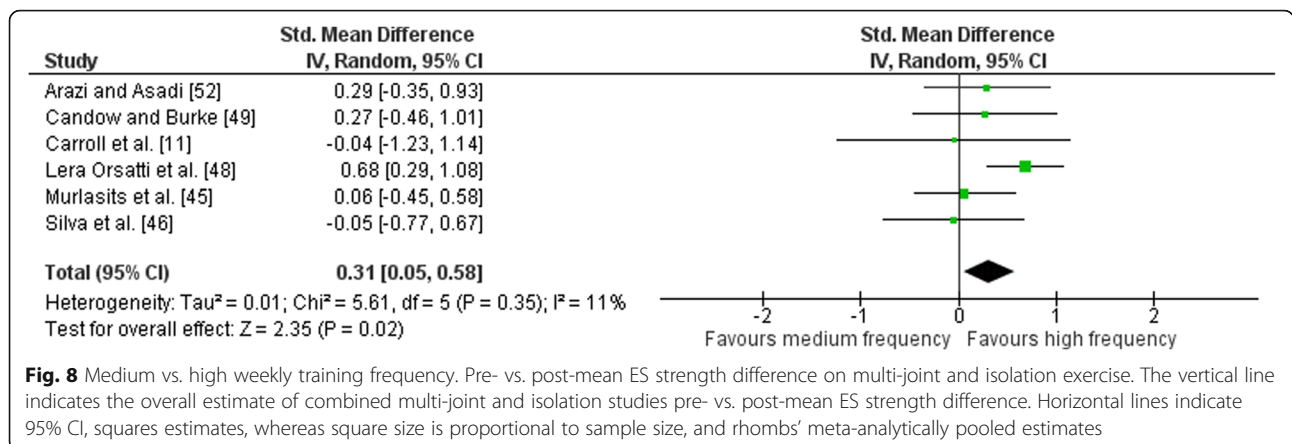 Std. Mean Difference Std. Mean Difference
Study IV, Random, 95% CI IV, Random, 95% CI
Arazi and Asadi [52] 0.29 [-0.35, 0.93]
Candow and Burke [49] 0.27 [-0.46, 1.01]
Carroll et al. [11] -0.04 [-1.23, 1.14]
Lera Orsatti et al. [48] 0.68 [0.29, 1.08]
Murlasits et al. [45] 0.06 [-0.45, 0.58]
Silva et al. [46] -0.05 [-0.77, 0.67]
Total (95% CI) 0.31 [0.05, 0.58]
Heterogeneity: Tau² = 0.01; Chi² = 5.61, df = 5 (P = 0.35); I² = 11%
Test for overall effect: Z = 2.35 (P = 0.02)
-2 -1 0 1 2
Favours medium frequency Favours high frequency
Fig. 8 Medium vs. high weekly training frequency. Pre- vs. post-mean ES strength difference on multi-joint and isolation exercise. The vertical line
indicates the overall estimate of combined multi-joint and isolation studies pre- vs. post-mean ES strength difference. Horizontal lines indicate
95% CI, squares estimates, whereas square size is proportional to sample size, and rhombs’ meta-analytically pooled estimates